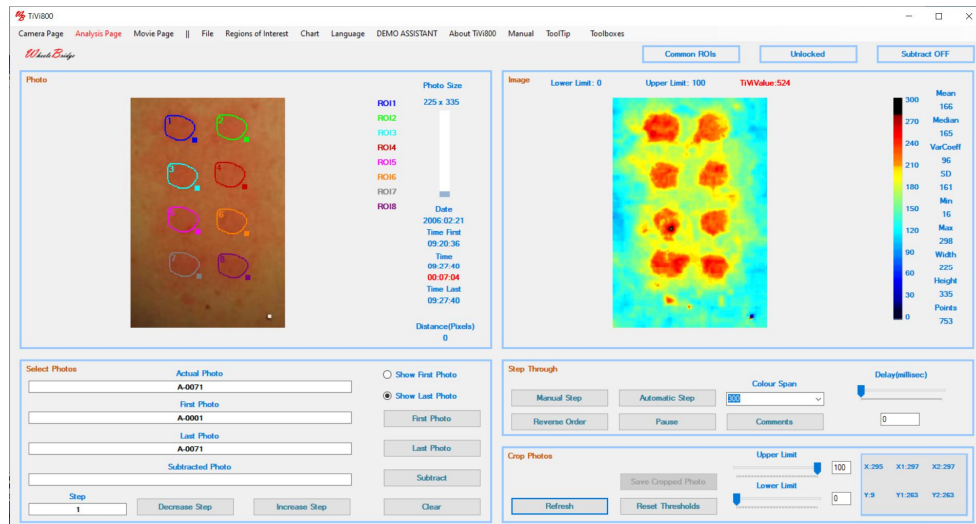 TiVi800
Camera Page Analysis Page Movie Page || File Regions of Interest Chart Language DEMO ASSISTANT About TiVi800 Manual ToolTip Toolboxes
WheelsBridge
Common ROIs Unlocked Subtract OFF
Photo
Photo Size
225 x 335
ROI1
ROI2
ROI3
ROI4
ROI5
ROI6
ROI7
ROI8
1
2
3
4
5
6
7
8
Date
2006:02:21
Time First
09:20:36
Time
09:27:40
00:07:04
Time Last
09:27:40
Distance(Pixels)
0
Image Lower Limit: 0 Upper Limit: 100 TiViValue:524
300
270
240
210
180
150
120
90
60
30
0
Mean
166
Median
165
VarCoeff
96
SD
161
Min
16
Max
298
Width
225
Height
335
Points
753
Select Photos
Actual Photo
A-0071
First Photo
A-0001
Last Photo
A-0071
Subtracted Photo
Step
1
Decrease Step Increase Step
Show First Photo
Show Last Photo
First Photo
Last Photo
Subtract
Clear
Step Through
Manual Step Automatic Step
Colour Span
300
Delay(millisec)
Reverse Order Pause Comments
0
Crop Photos
Upper Limit
100
Save Cropped Photo
Lower Limit
0
Refresh Reset Thresholds
X:295 X1:297 X2:297
Y:9 Y1:263 Y2:263